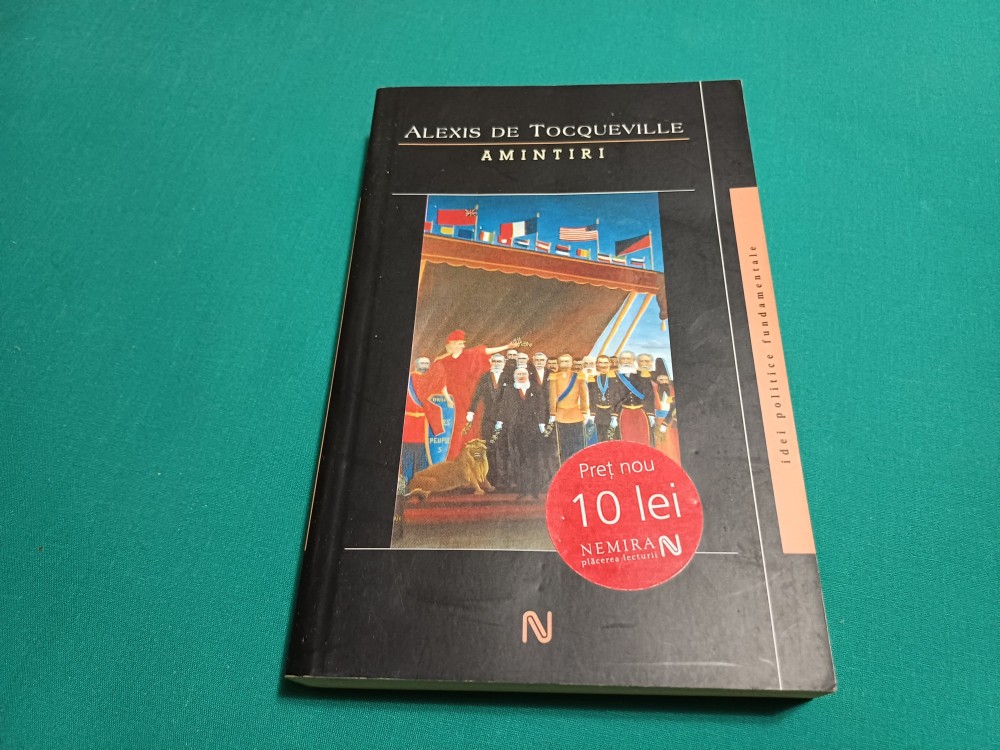 ALEXIS DE TOCQUEVILLE
AMINTIRI
idei politice fundamentale
Preț nou
10 lei
NEMIRA N
plăcerea lecturii
N